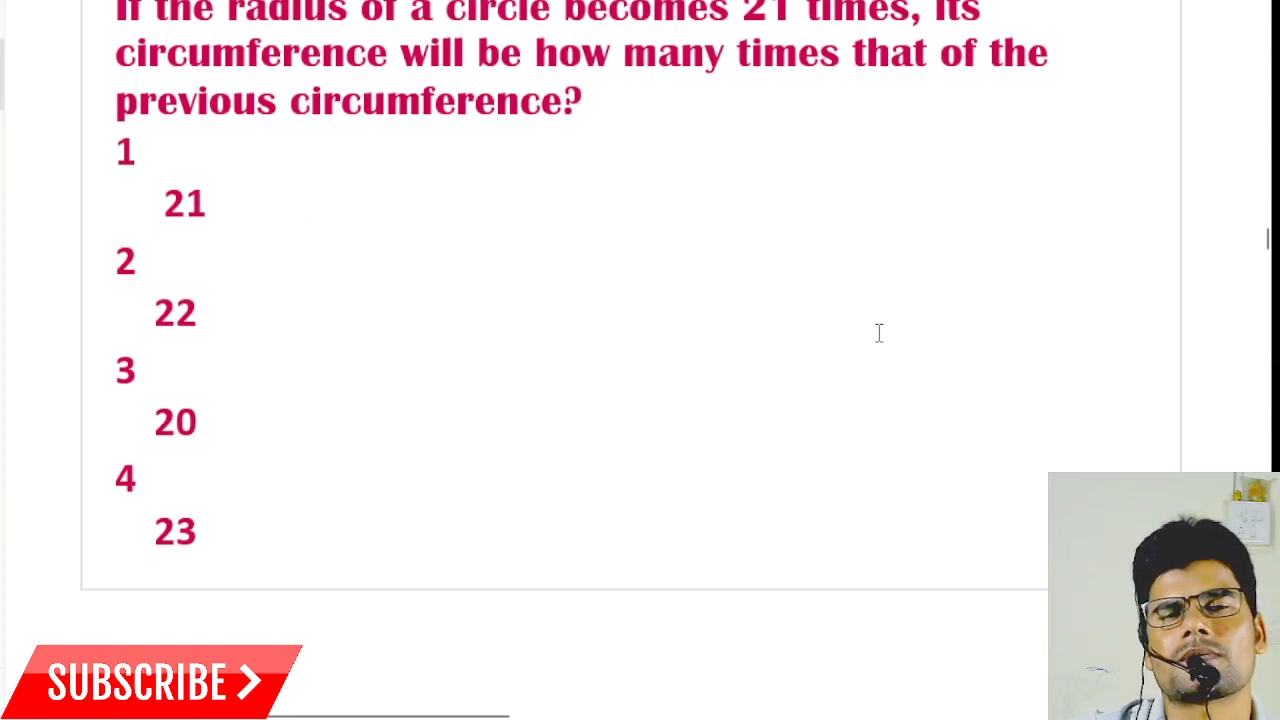 If the radius of a circle becomes 21 times, its
circumference will be how many times that of the
previous circumference?
1
21
2
22
3
20
4
23
SUBSCRIBE